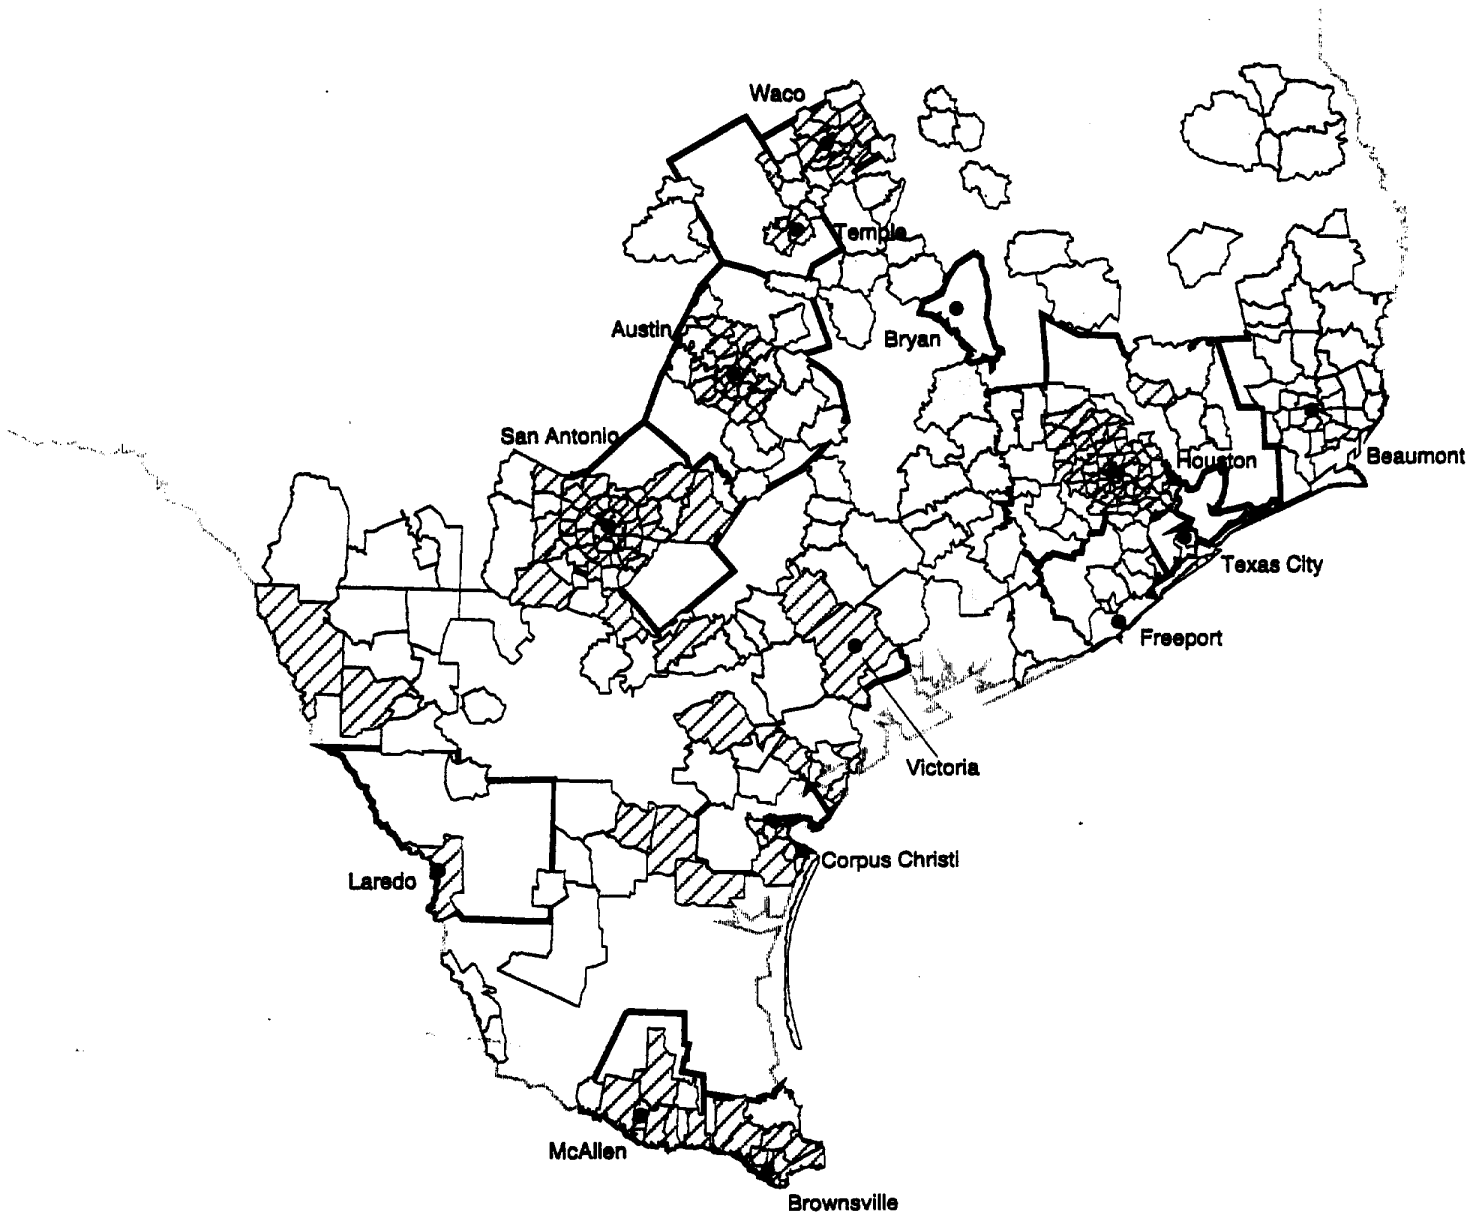 Waco
Temple
Austin
Bryan
San Antonio
Houston
Beaumont
Texas City
Freeport
Victoria
Corpus Christi
Laredo
McAllen
Brownsville